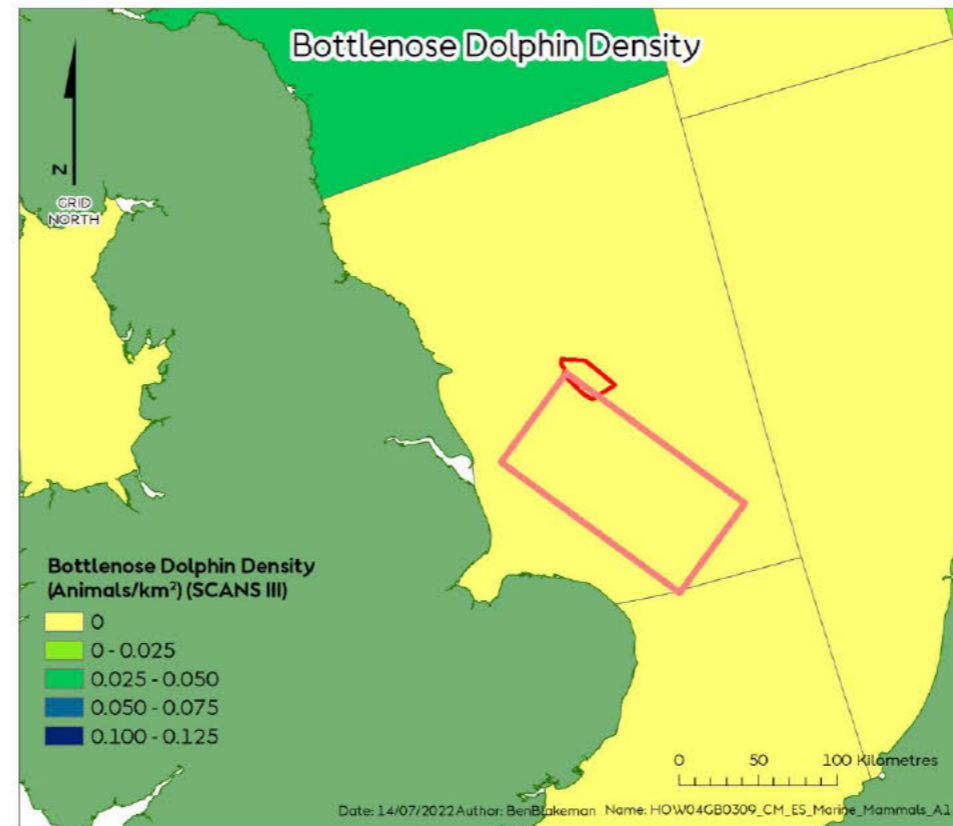 Bottlenose Dolphin Density
N
GRID
NORTH
Bottlenose Dolphin Density
(Animals/km²) (SCANS III)
0
0 - 0.025
0.025 - 0.050
0.050 - 0.075
0.100 - 0.125
0 50 100 Kilometres
Date: 14/07/2022 Author: BenBlakeman Name: HOW04GB0309_CM_ES_Marine_Mammals_A1